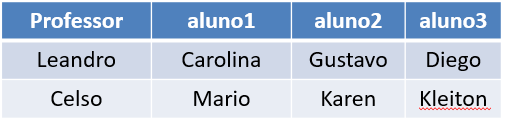 Professor aluno1 aluno2 aluno3
Leandro Carolina Gustavo Diego
Celso Mario Karen Kleiton